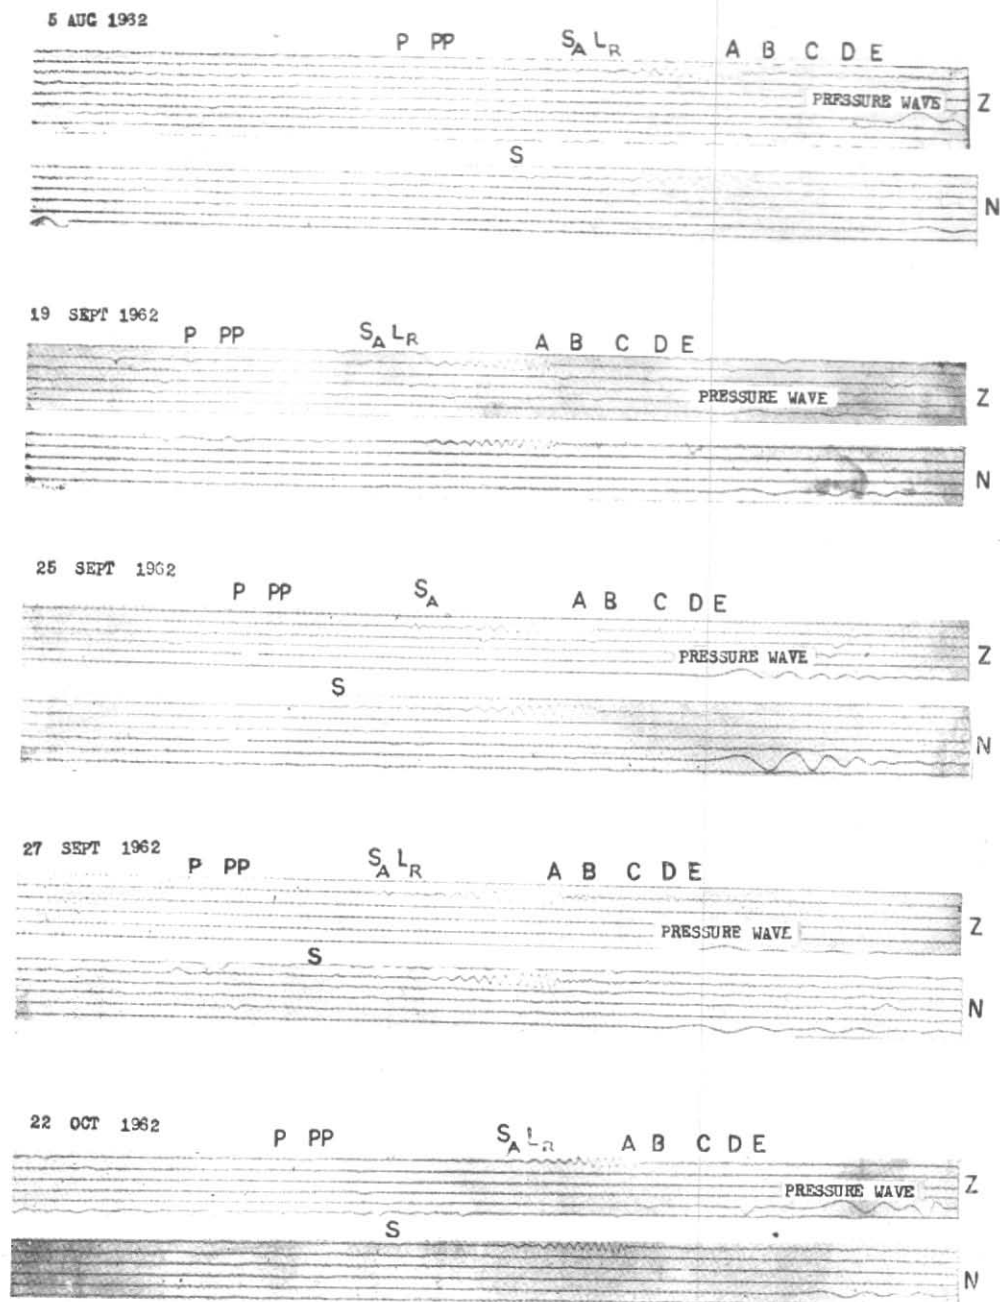 5 AUG 1962
P PP SA LR A B C D E
PRESSURE WAVE
Z
S
N
19 SEPT 1962
P PP SA LR A B C D E
PRESSURE WAVE
Z
N
25 SEPT 1962
P PP SA A B C D E
PRESSURE WAVE
Z
S
N
27 SEPT 1962
P PP SA LR A B C D E
PRESSURE WAVE
Z
S
N
22 OCT 1962
P PP SA LR A B C D E
PRESSURE WAVE
Z
S
N